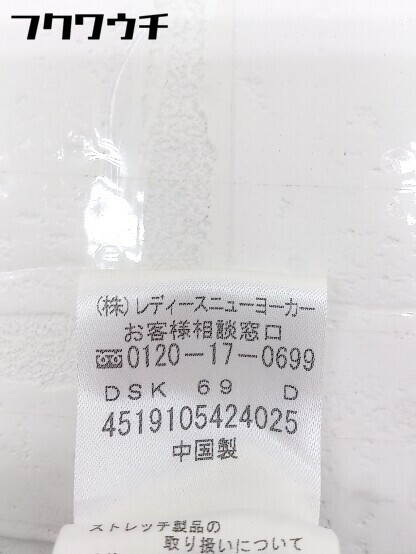 フクワウチ
(株)レディースニューヨーカー
お客様相談窓口
0120-17-0699
DSK 69 D
4519105424025
中国製
ストレッチ製品の
取り扱いについて